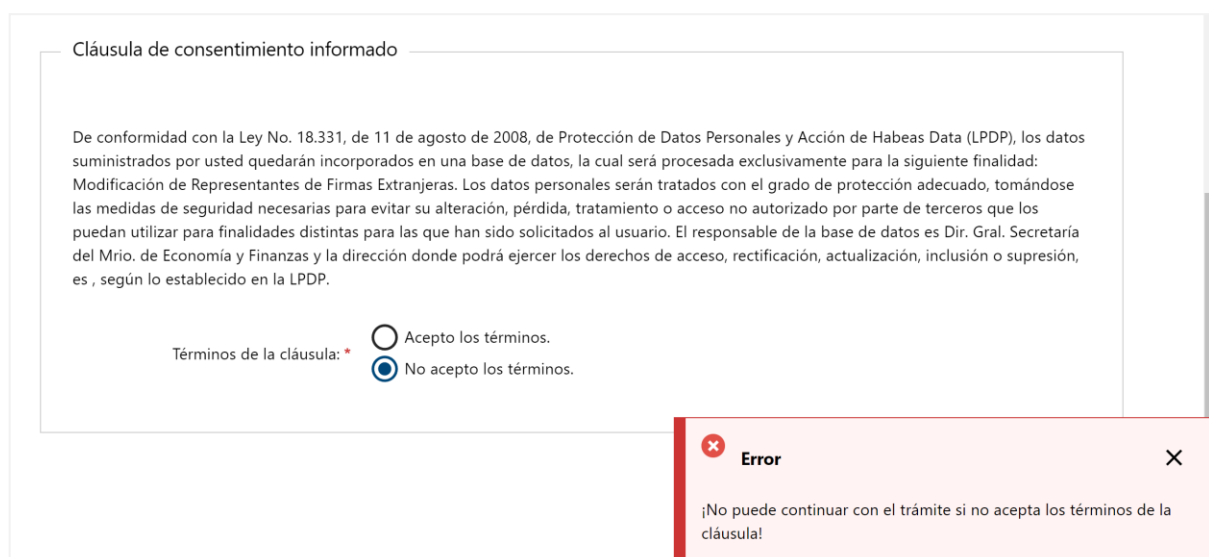 Cláusula de consentimiento informado
De conformidad con la Ley No. 18.331, de 11 de agosto de 2008, de Protección de Datos Personales y Acción de Habeas Data (LPDP), los datos
suministrados por usted quedarán incorporados en una base de datos, la cual será procesada exclusivamente para la siguiente finalidad:
Modificación de Representantes de Firmas Extranjeras. Los datos personales serán tratados con el grado de protección adecuado, tomándose
las medidas de seguridad necesarias para evitar su alteración, pérdida, tratamiento o acceso no autorizado por parte de terceros que los
puedan utilizar para finalidades distintas para las que han sido solicitados al usuario. El responsable de la base de datos es Dir. Gral. Secretaría
del Mrio. de Economía y Finanzas y la dirección donde podrá ejercer los derechos de acceso, rectificación, actualización, inclusión o supresión,
es , según lo establecido en la LPDP.
Términos de la cláusula: *
Acepto los términos.
No acepto los términos.
Error
¡No puede continuar con el trámite si no acepta los términos de la
cláusula!